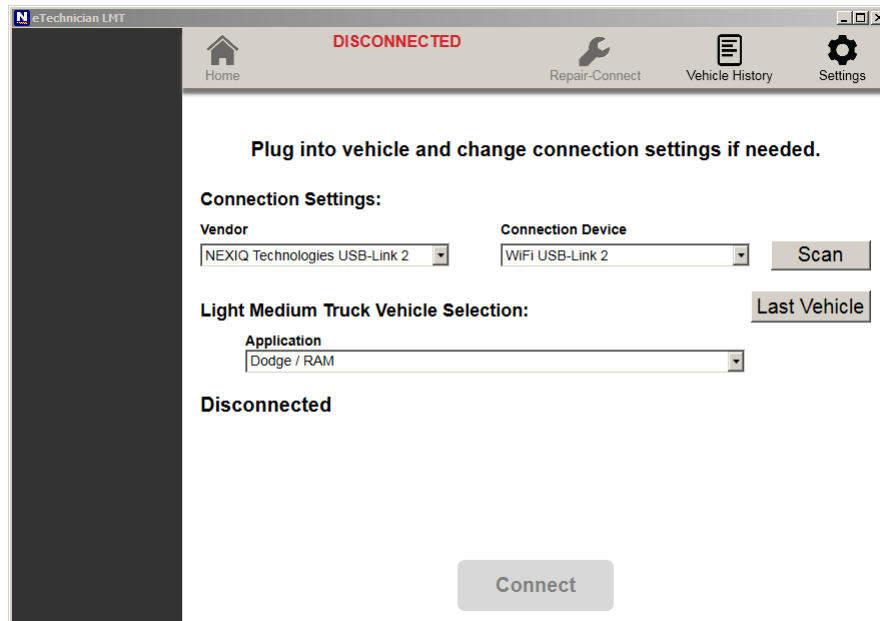 N eTechnician LMT
DISCONNECTED
Home
Repair-Connect
Vehicle History
Settings
Plug into vehicle and change connection settings if needed.
Connection Settings:
Vendor
Connection Device
NEXIQ Technologies USB-Link 2
WiFi USB-Link 2
Scan
Light Medium Truck Vehicle Selection:
Last Vehicle
Application
Dodge / RAM
Disconnected
Connect